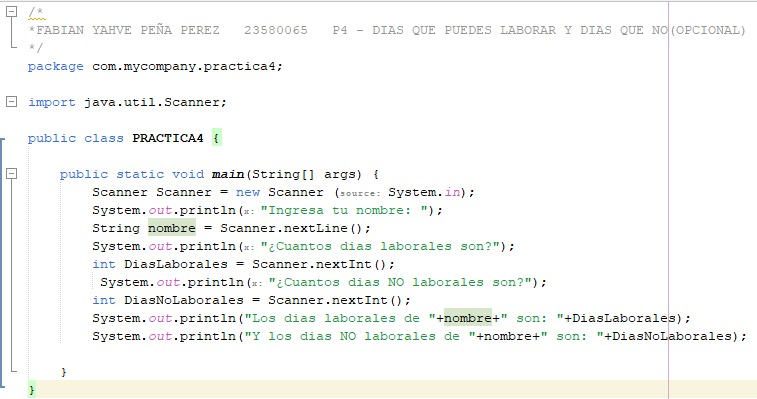 /*
*FABIAN YAHVE PEÑA PEREZ   23580065   P4 - DIAS QUE PUEDES LABORAR Y DIAS QUE NO(OPCIONAL)
*/
package com.mycompany.practica4;
import java.util.Scanner;
public class PRACTICA4 {
public static void main(String[] args) {
Scanner Scanner = new Scanner (source: System.in);
System.out.println(x: "Ingresa tu nombre: ");
String nombre = Scanner.nextLine();
System.out.println(x: "¿Cuantos dias laborales son?");
int DiasLaborales = Scanner.nextInt();
System.out.println(x: "¿Cuantos dias NO laborales son?");
int DiasNoLaborales = Scanner.nextInt();
System.out.println("Los dias laborales de "+nombre+" son: "+DiasLaborales);
System.out.println("Y los dias NO laborales de "+nombre+" son: "+DiasNoLaborales);
}
}